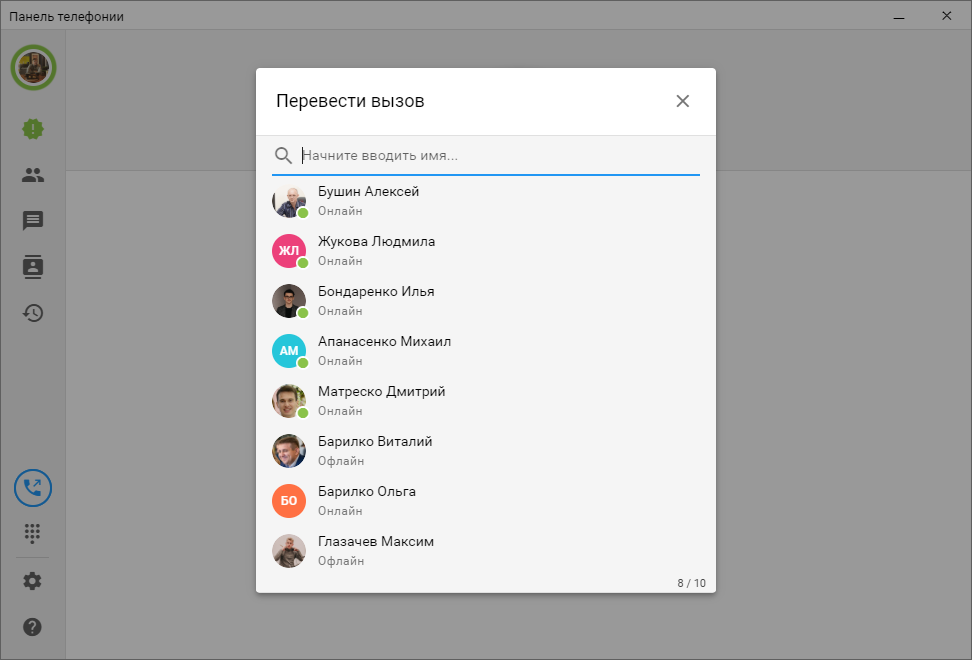 Панель телефонии
Перевести вызов
Начните вводить имя...
Бушин Алексей
Онлайн
ЖЛ
Жукова Людмила
Онлайн
Бондаренко Илья
Онлайн
АМ
Апанасенко Михаил
Онлайн
Матреско Дмитрий
Онлайн
Барилко Виталий
Офлайн
БО
Барилко Ольга
Онлайн
Глазачев Максим
Офлайн
8 / 10